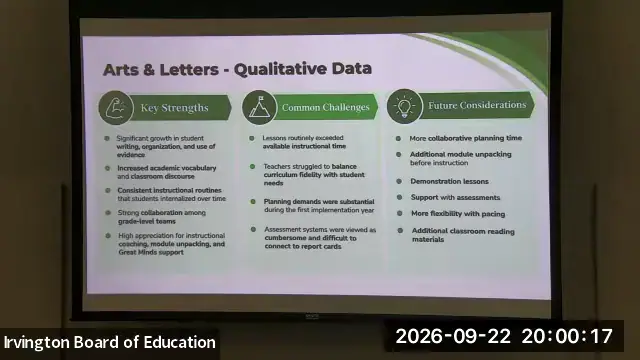 Arts & Letters - Qualitative Data
Key Strengths
Significant growth in student
writing, organization, and use of
evidence
Increased academic vocabulary
and classroom discourse
Consistent instructional routines
that students internalized over time
Strong collaboration among
grade-level teams
High appreciation for instructional
coaching, module unpacking, and
Great Minds support
Common Challenges
Lessons routinely exceeded
available instructional time
Teachers struggled to balance
curriculum fidelity with student
needs
Planning demands were substantial
during the first implementation year
Assessment systems were viewed as
cumbersome and difficult to
connect to report cards
Future Considerations
More collaborative planning time
Additional module unpacking
before instruction
Demonstration lessons
Support with assessments
More flexibility with pacing
Additional classroom reading
materials
Irvington Board of Education
2026-09-22 20:00:17